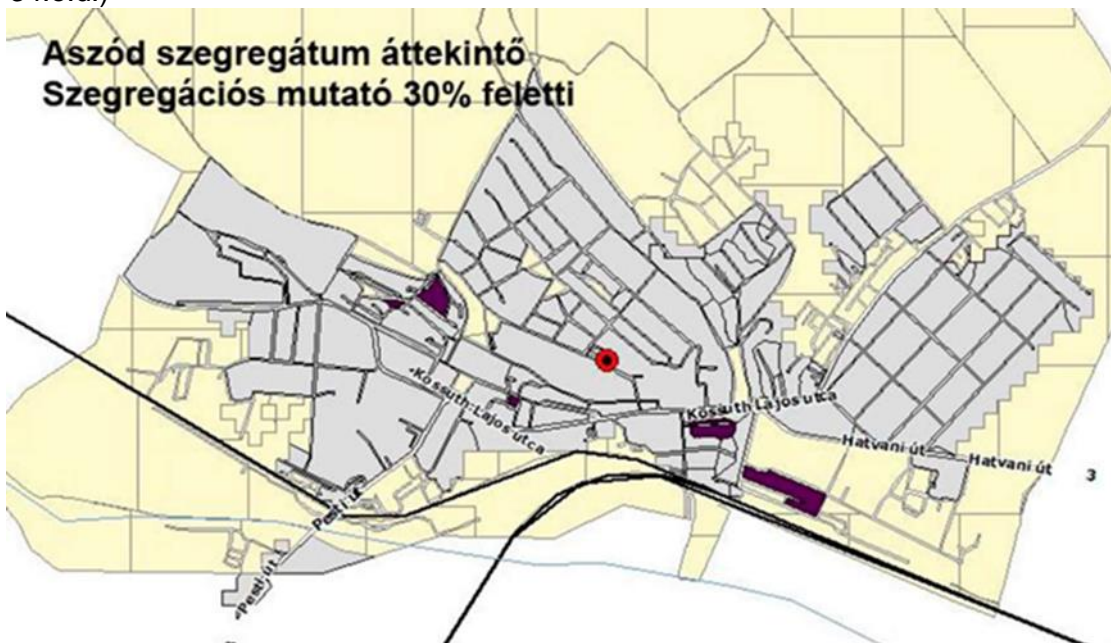 Aszód szegregátum áttekintő
Szegregációs mutató 30% feletti
Kossuth Lajos utca
Kossuth Lajos utca
Hatvani út
Hatvani út
3
Pesti út
Pesti út